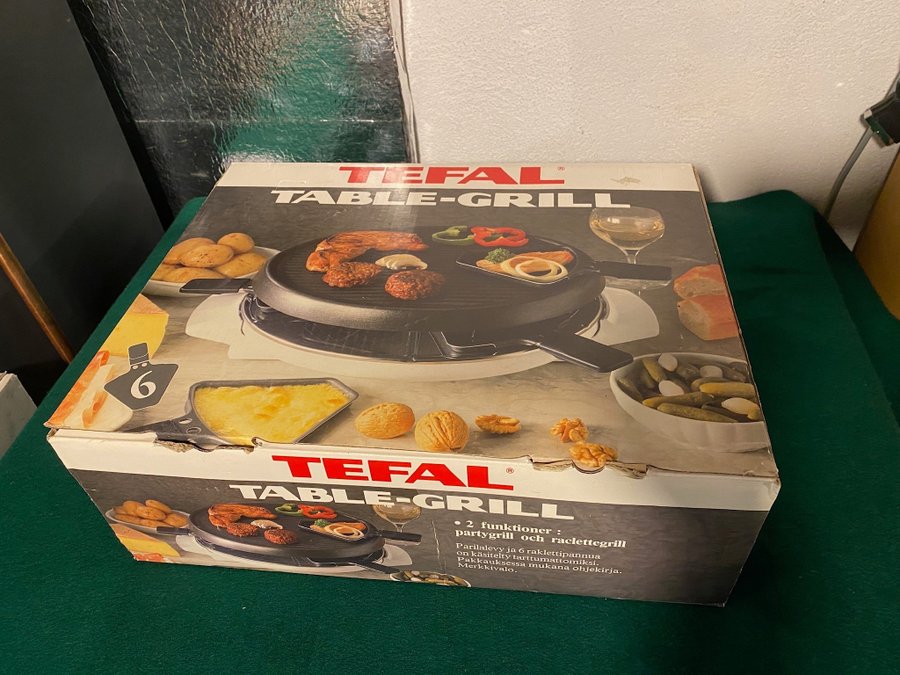 TEFAL®
TABLE-GRILL
6
TEFAL®
TABLE-GRILL
• 2 funktioner :
partygrill och raclettegrill
Parilalevy ja 6 raklettipannua
on käsitelty tarttumattomiksi.
Pakkauksessa mukana ohjekirja.
Merkkivalo.